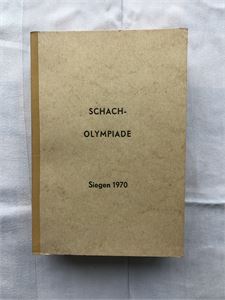 SCHACH-
OLYMPIADE
Siegen 1970